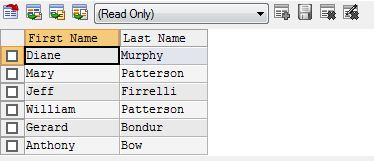 (Read Only)
First Name Last Name
Diane Murphy
Mary Patterson
Jeff Firrelli
William Patterson
Gerard Bondur
Anthony Bow